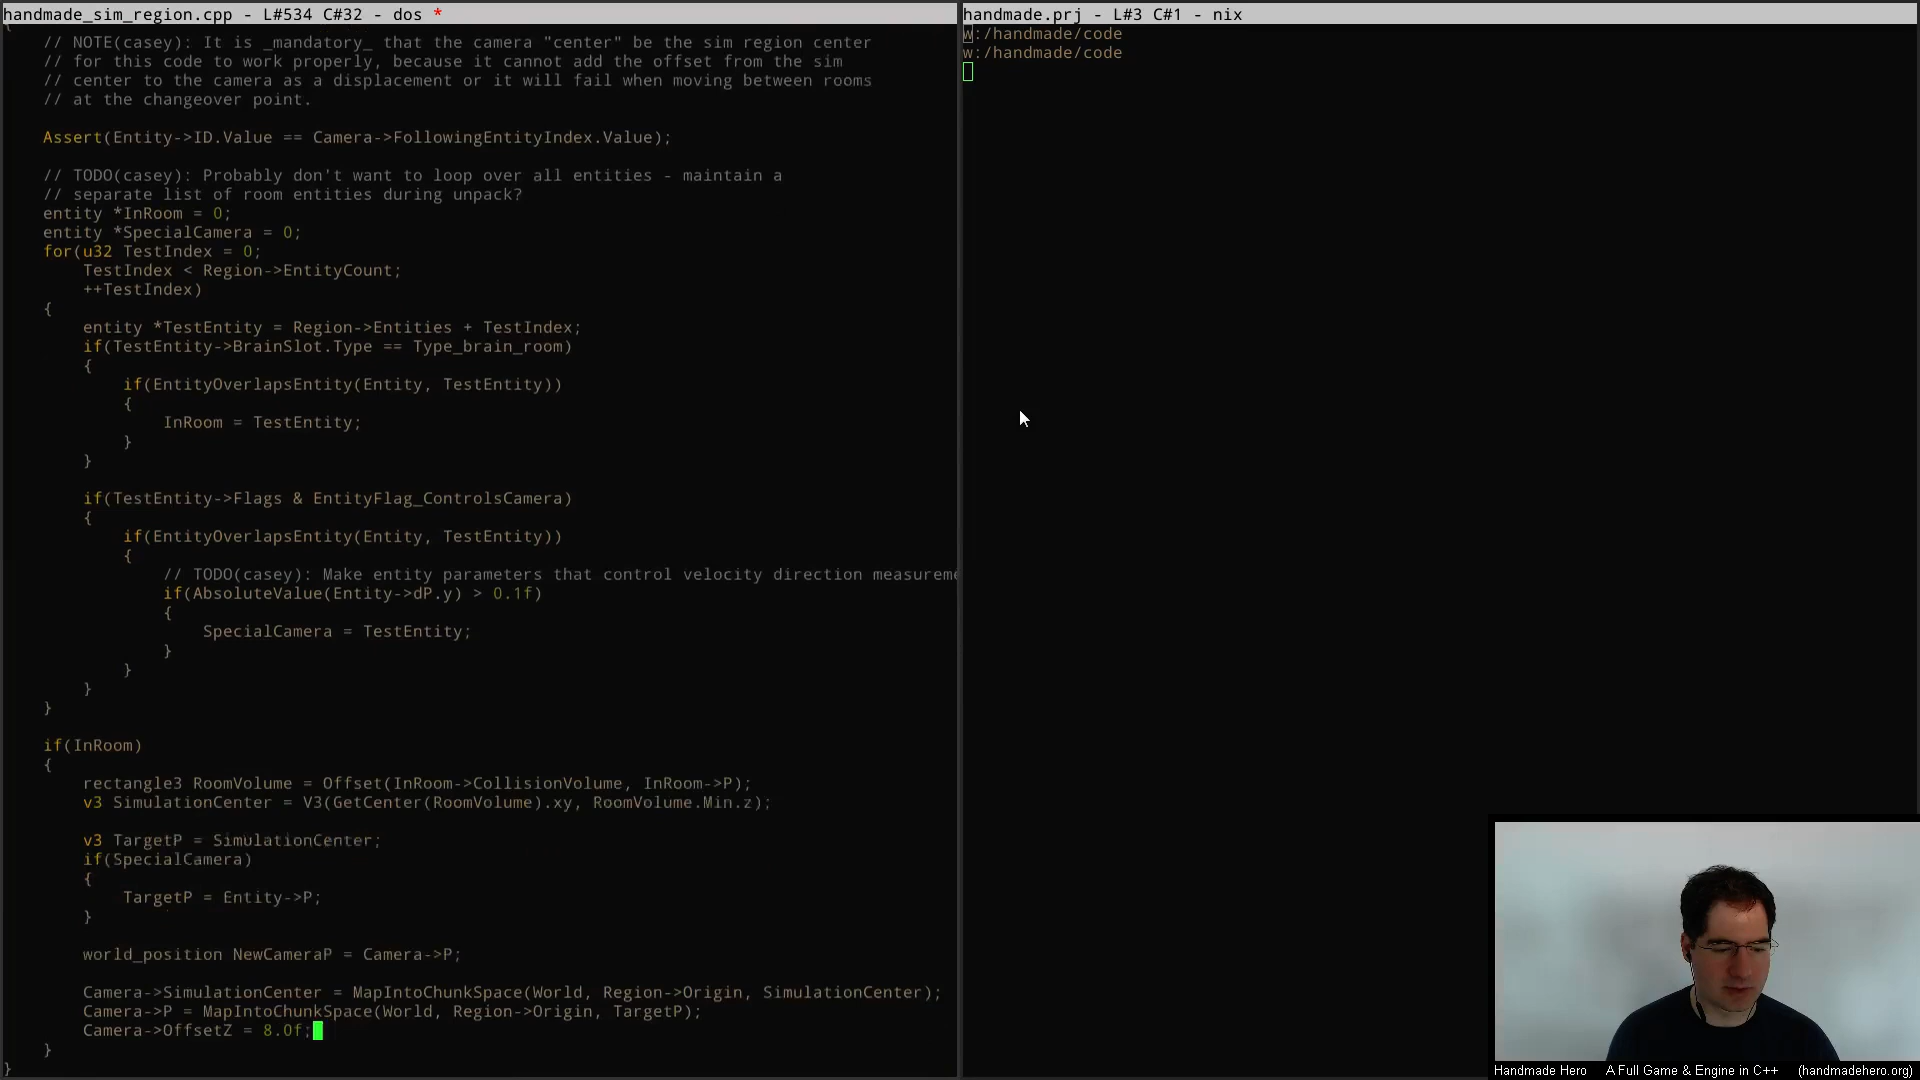 handmade_sim_region.cpp - L#534 C#32 - dos *
{
// NOTE(casey): It is _mandatory_ that the camera "center" be the sim region center
// for this code to work properly, because it cannot add the offset from the sim
// center to the camera as a displacement or it will fail when moving between rooms
// at the changeover point.
Assert(Entity->ID.Value == Camera->FollowingEntityIndex.Value);
// TODO(casey): Probably don't want to loop over all entities - maintain a
// separate list of room entities during unpack?
entity *InRoom = 0;
entity *SpecialCamera = 0;
for(u32 TestIndex = 0;
TestIndex < Region->EntityCount;
++TestIndex)
{
entity *TestEntity = Region->Entities + TestIndex;
if(TestEntity->BrainSlot.Type == Type_brain_room)
{
if(EntityOverlapsEntity(Entity, TestEntity))
{
InRoom = TestEntity;
}
}
if(TestEntity->Flags & EntityFlag_ControlsCamera)
{
if(EntityOverlapsEntity(Entity, TestEntity))
{
// TODO(casey): Make entity parameters that control velocity direction measureme
if(AbsoluteValue(Entity->dP.y) > 0.1f)
{
SpecialCamera = TestEntity;
}
}
}
}
if(InRoom)
{
rectangle3 RoomVolume = Offset(InRoom->CollisionVolume, InRoom->P);
v3 SimulationCenter = V3(GetCenter(RoomVolume).xy, RoomVolume.Min.z);
v3 TargetP = SimulationCenter;
if(SpecialCamera)
{
TargetP = Entity->P;
}
world_position NewCameraP = Camera->P;
Camera->SimulationCenter = MapIntoChunkSpace(World, Region->Origin, SimulationCenter);
Camera->P = MapIntoChunkSpace(World, Region->Origin, TargetP);
Camera->OffsetZ = 8.0f;
}
}
handmade.prj - L#3 C#1 - nix
w:/handmade/code
w:/handmade/code
Handmade Hero A Full Game & Engine in C++ (handmadehero.org)